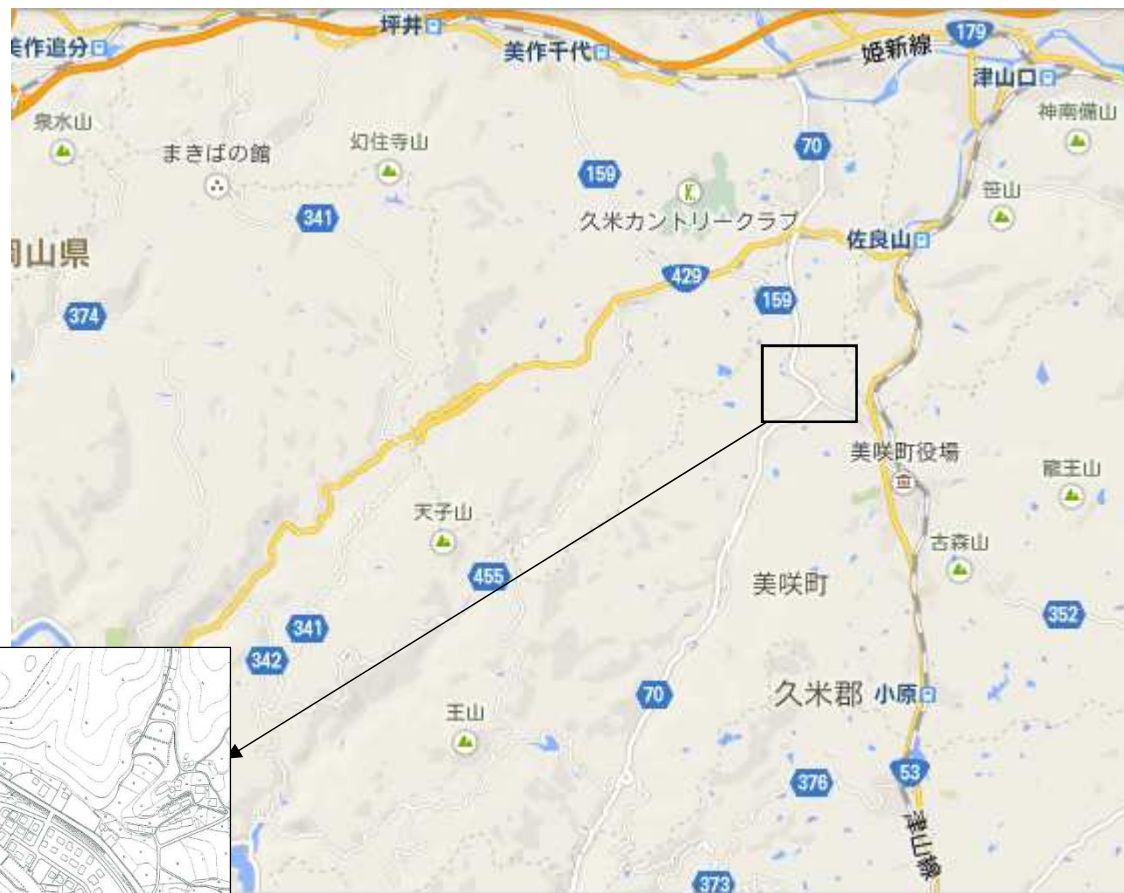 坪井
179
美作追分
美作千代
姫新線
津山口
泉水山
幻住寺山
神南備山
まきばの館
70
159
笹山
341
久米カントリークラブ
佐良山
岡山県
429
159
374
美咲町役場
龍王山
天子山
古森山
455
美咲町
352
341
342
70
久米郡
小原
王山
376
53
津山線
373